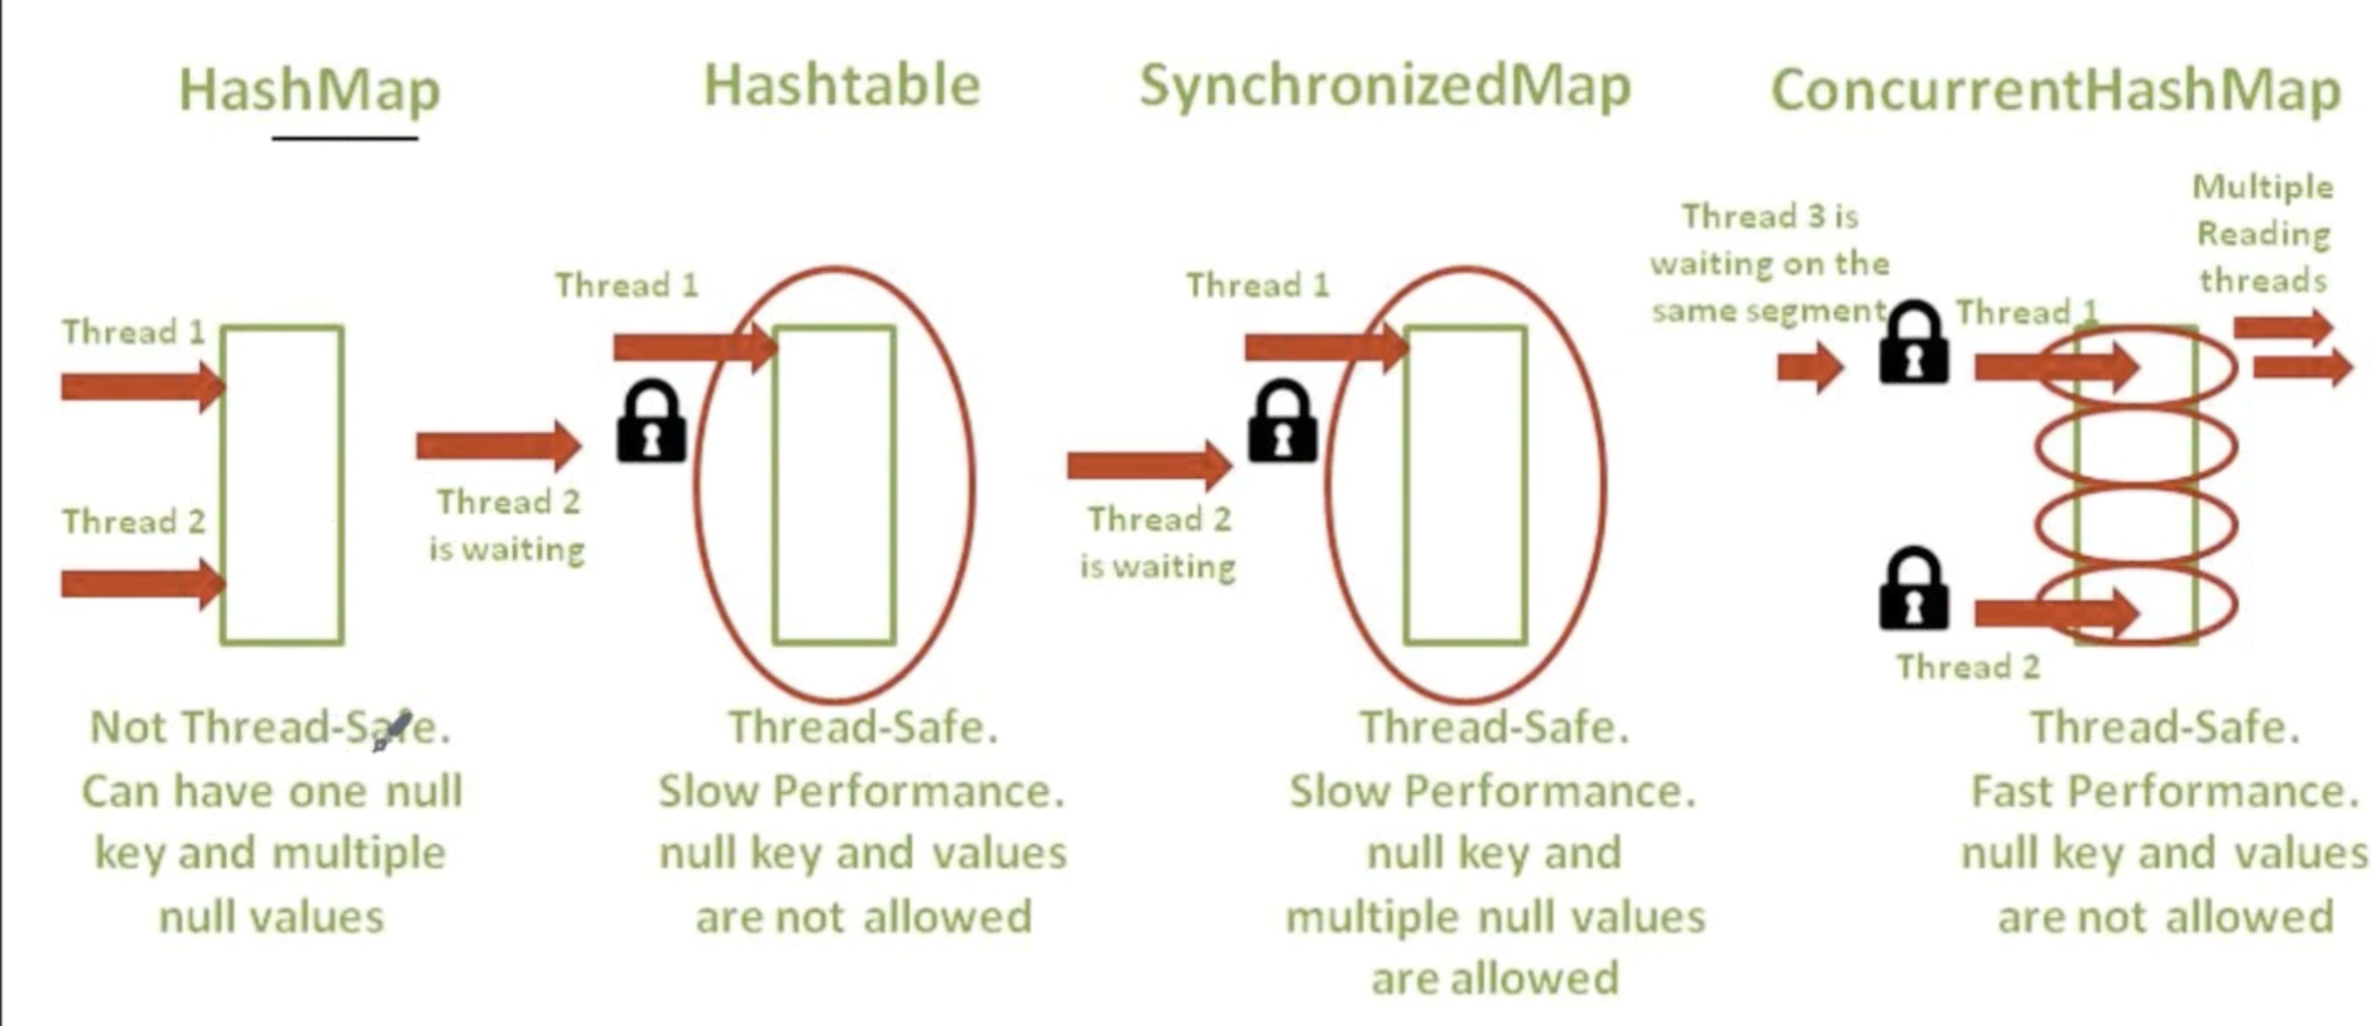 HashMap
Thread 1
Thread 2
Not Thread-Safe.
Can have one null
key and multiple
null values
Hashtable
Thread 1
Thread 2
is waiting
Thread-Safe.
Slow Performance.
null key and values
are not allowed
SynchronizedMap
Thread 1
Thread 2
is waiting
Thread-Safe.
Slow Performance.
null key and
multiple null values
are allowed
ConcurrentHashMap
Thread 3 is
waiting on the
same segment
Thread 1
Multiple
Reading
threads
Thread 2
Thread-Safe.
Fast Performance.
null key and values
are not allowed